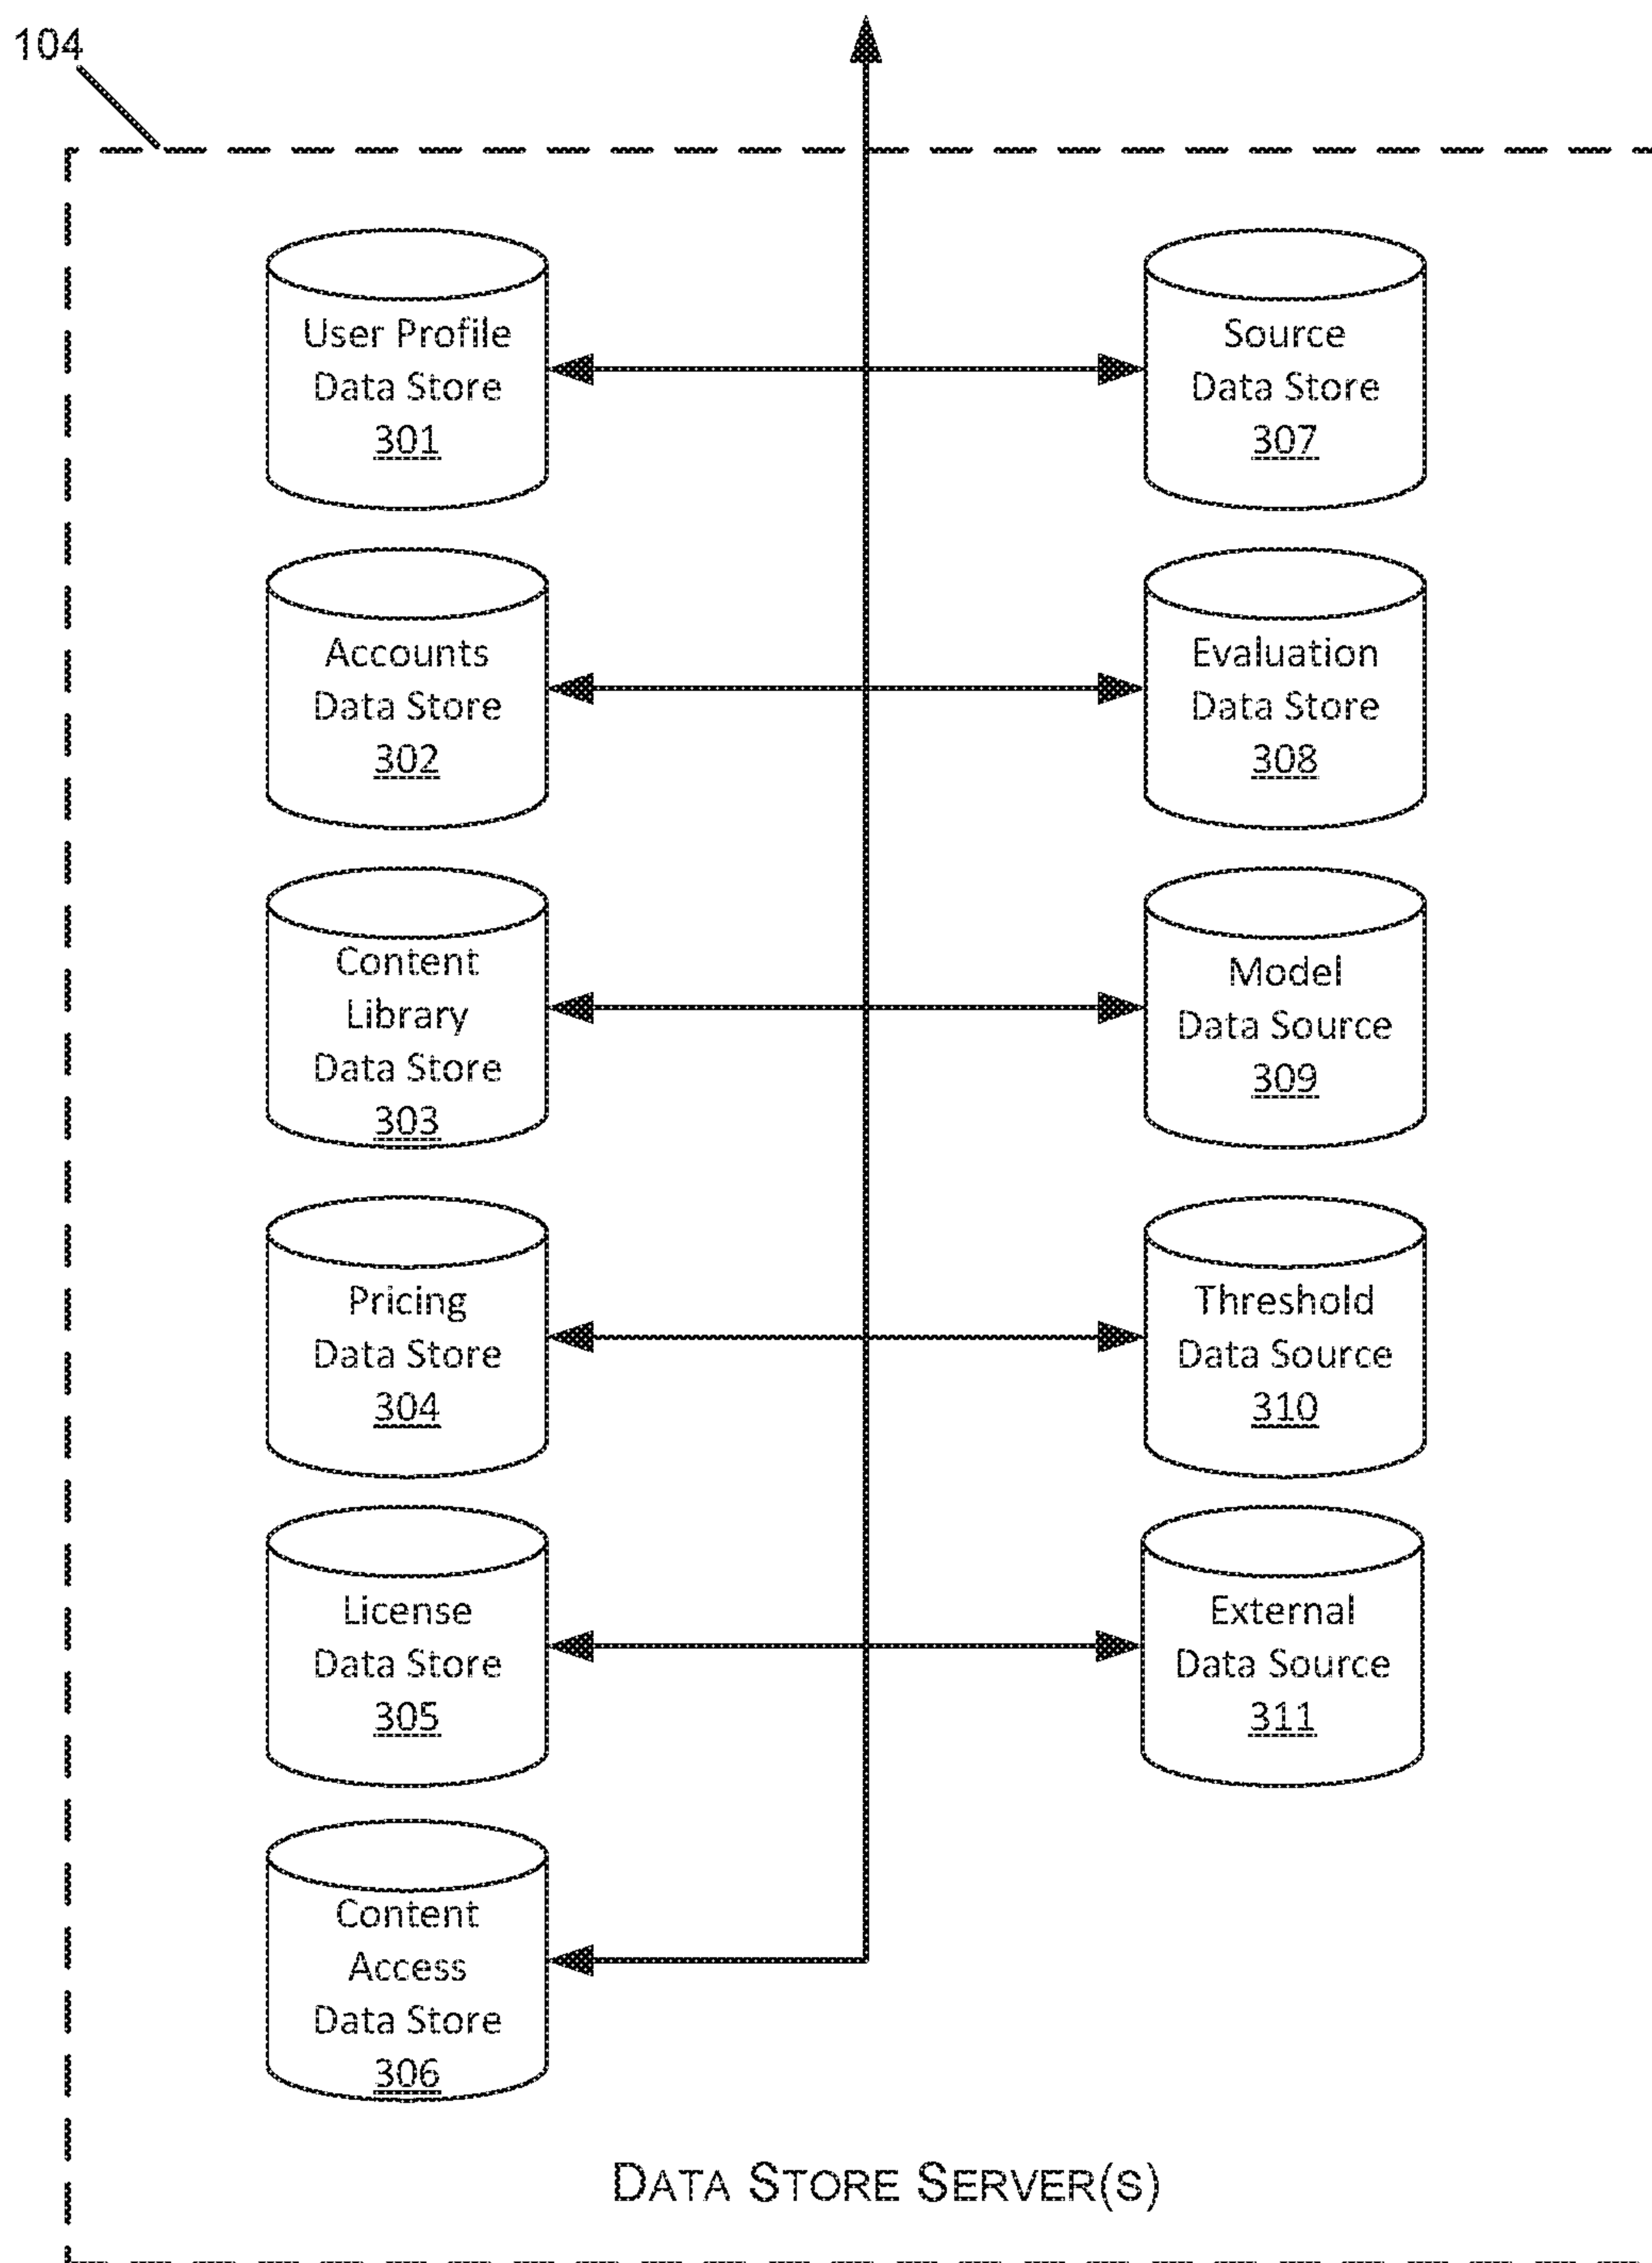 104
User Profile
Data Store
301
Source
Data Store
307
Accounts
Data Store
302
Evaluation
Data Store
308
Content
Library
Data Store
303
Model
Data Source
309
Pricing
Data Store
304
Threshold
Data Source
310
License
Data Store
305
External
Data Source
311
Content
Access
Data Store
306
DATA STORE SERVER(S)